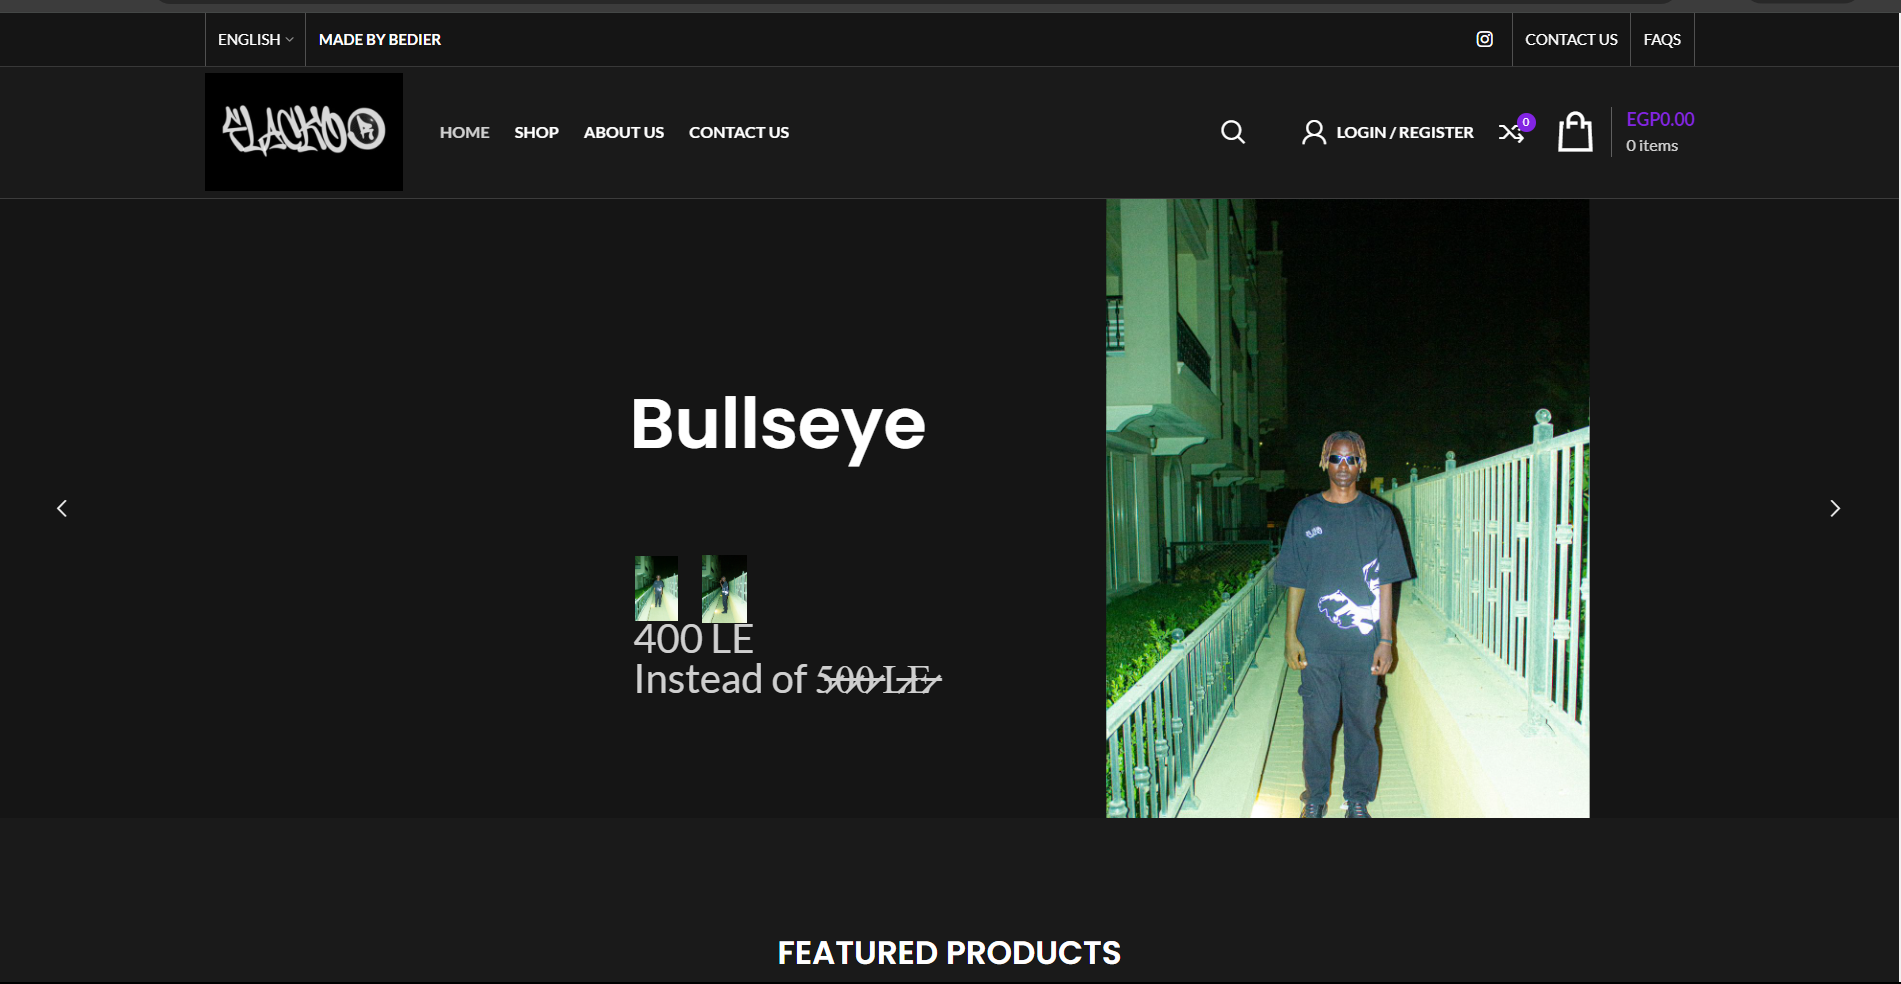 ENGLISH
MADE BY BEDIER
CONTACT US
FAQS
FLACKO
HOME
SHOP
ABOUT US
CONTACT US
LOGIN / REGISTER
0
EGP0.00
0 items
Bullseye
400 LE
Instead of 500 LE
FEATURED PRODUCTS